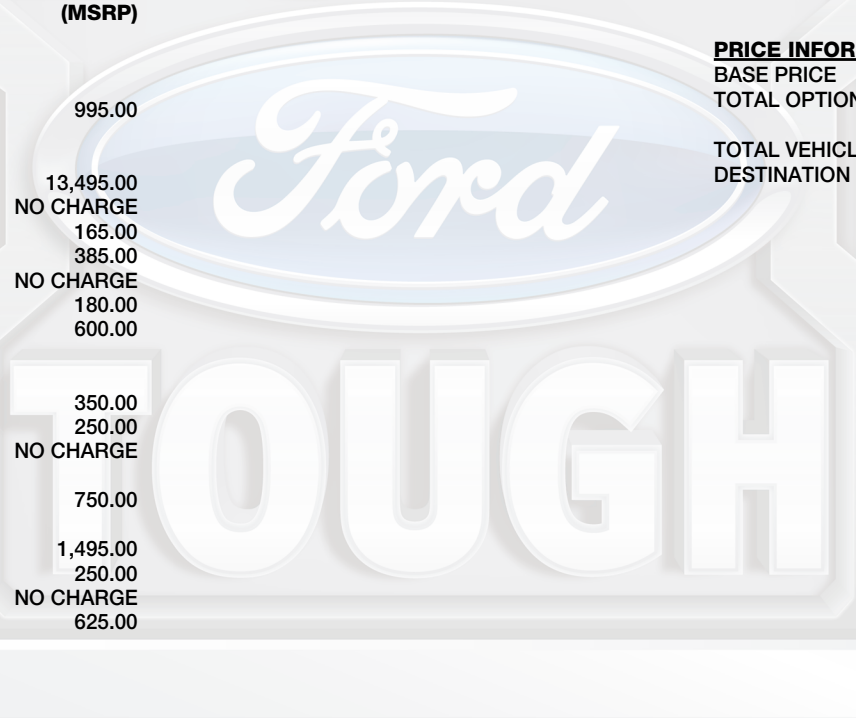 (MSRP)
995.00
13,495.00
NO CHARGE
165.00
385.00
NO CHARGE
180.00
600.00
350.00
250.00
NO CHARGE
750.00
1,495.00
250.00
NO CHARGE
625.00
PRICE INFOR
BASE PRICE
TOTAL OPTION
TOTAL VEHICL
DESTINATION
Ford
TOUGH